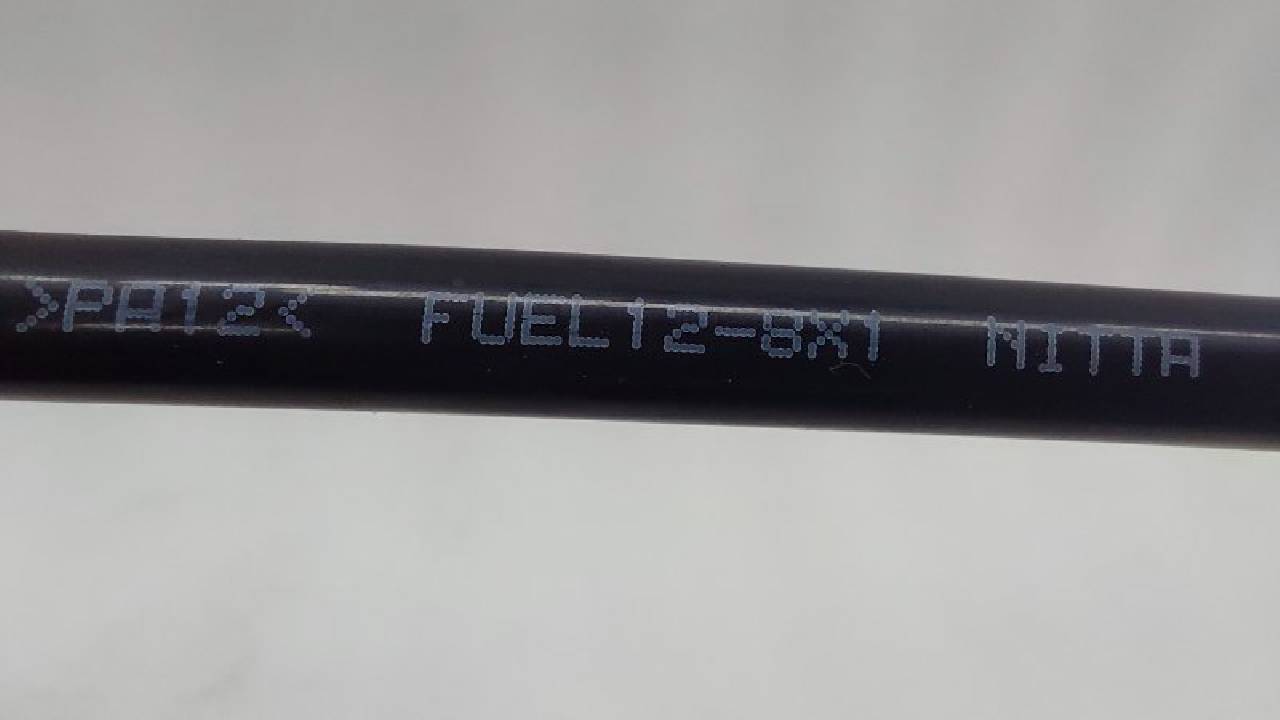 >PA12< FUEL12-8X1 NITTA